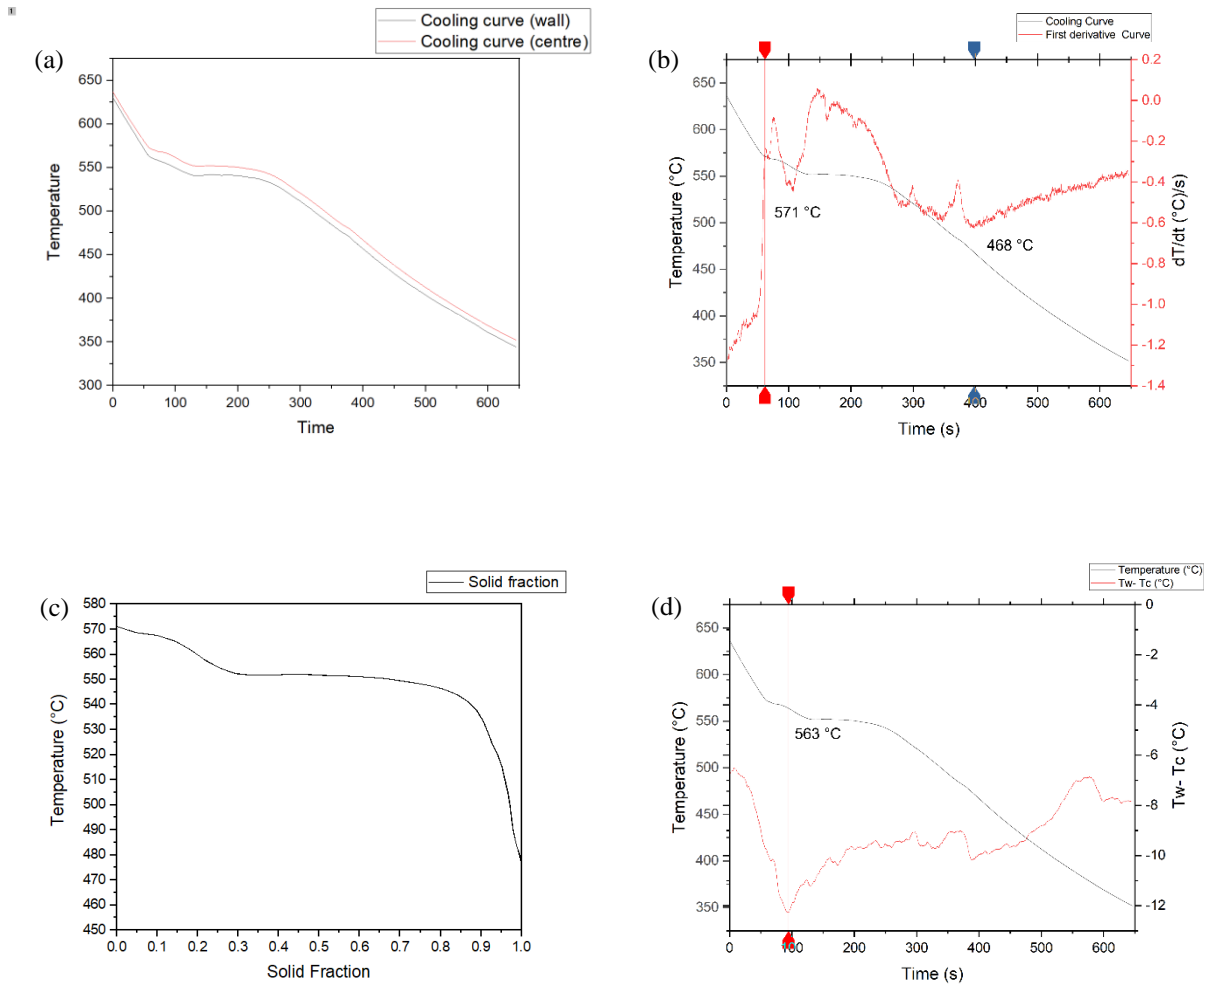 Cooling curve (wall)
Cooling curve (centre)
(a)
650
600
550
500
450
400
350
300
Temperature
0 100 200 300 400 500 600
Time
Cooling Curve
First derivative Curve
(b)
650
600
550
500
450
400
350
Temperature (°C)
571 °C
468 °C
0.2
0.0
-0.2
-0.4
-0.6
-0.8
-1.0
-1.2
-1.4
dT/dt (°C)/s
0 100 200 300 400 500 600
Time (s)
Solid fraction
(c)
580
570
560
550
540
530
520
510
500
490
480
470
460
450
Temperature (°C)
0.0 0.1 0.2 0.3 0.4 0.5 0.6 0.7 0.8 0.9 1.0
Solid Fraction
Temperature (°C)
Tw- Tc (°C)
(d)
650
600
550
500
450
400
350
Temperature (°C)
563 °C
0
-2
-4
-6
-8
-10
-12
Tw- Tc (°C)
0 100 200 300 400 500 600
Time (s)